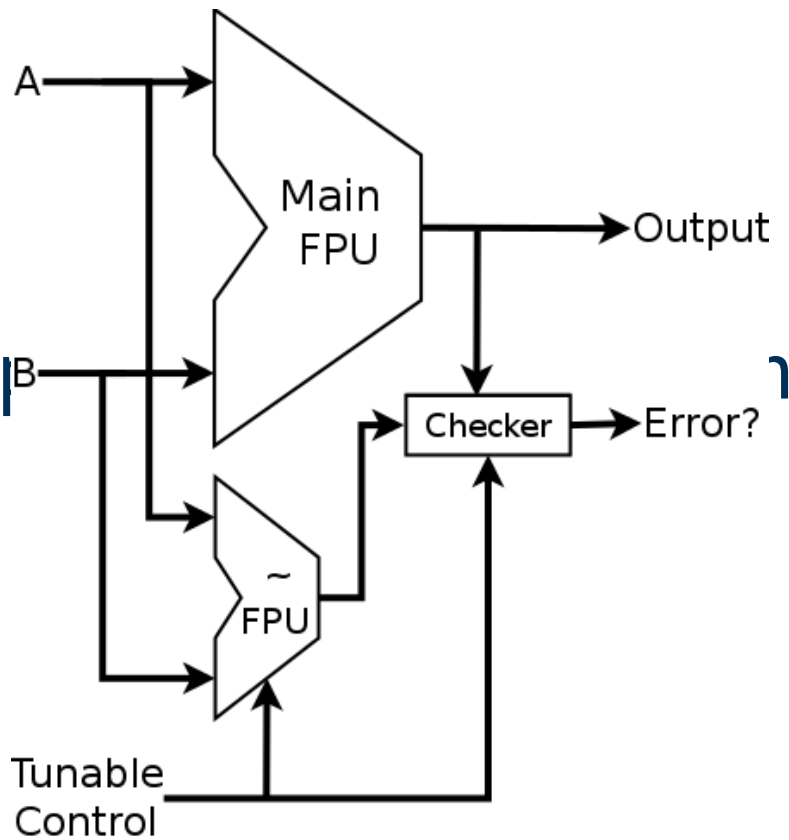 A
Main
FPU
Output
B
Checker
Error?
~
FPU
Tunable
Control